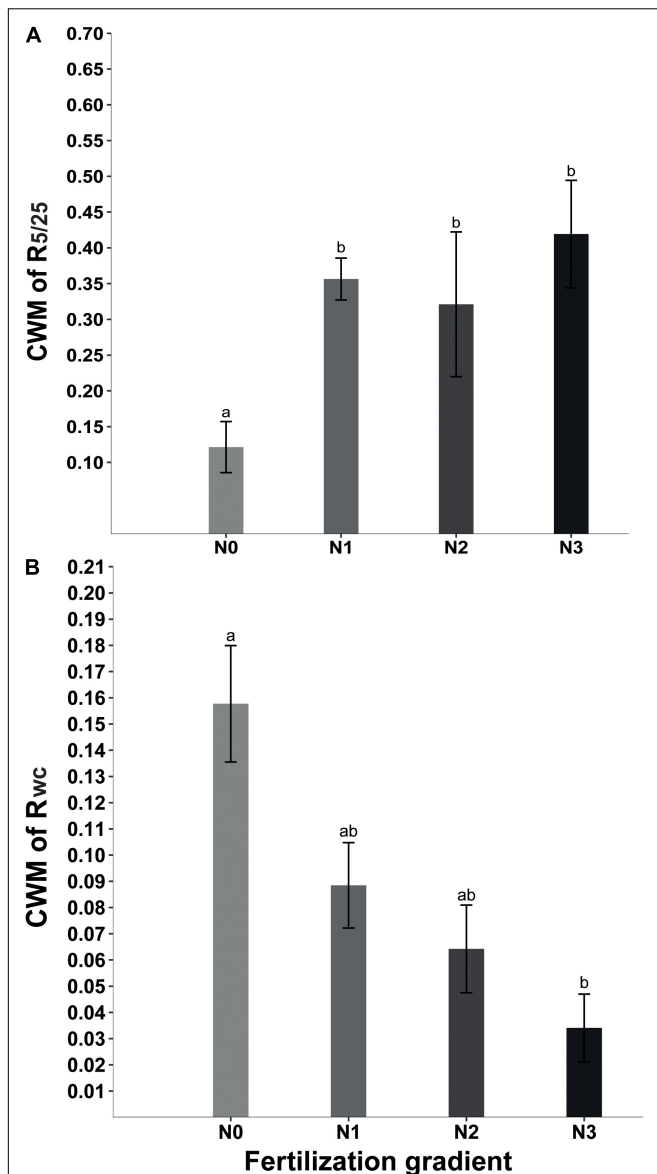 A
0.70
0.65
0.60
0.55
0.50
0.45
0.40
0.35
0.30
0.25
0.20
0.15
0.10
CWM of R5/25
a
b
b
b
N0 N1 N2 N3
B
0.21
0.20
0.19
0.18
0.17
0.16
0.15
0.14
0.13
0.12
0.11
0.10
0.09
0.08
0.07
0.06
0.05
0.04
0.03
0.02
0.01
CWM of Rwc
a
ab
ab
b
N0 N1 N2 N3
Fertilization gradient